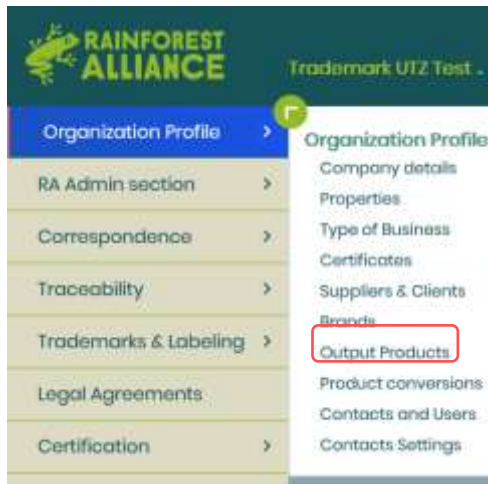 RAINFOREST
ALLIANCE
Trademark UTZ Test .
Organization Profile
RA Admin section
Correspondence
Traceability
Trademarks & Labeling
Legal Agreements
Certification
Organization Profile
Company details
Properties
Type of Business
Certificates
Suppliers & Clients
Brands
Output Products
Product conversions
Contacts and Users
Contacts Settings